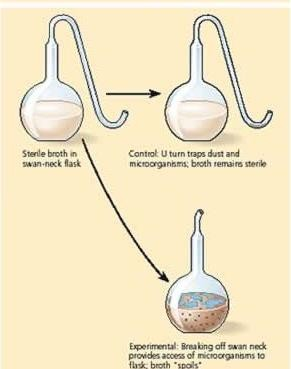 Sterile broth in
swan-neck flask
Control: U turn traps dust and
microorganisms; broth remains sterile
Experimental: Breaking off swan neck
provides access of microorganisms to
flask; broth "spoils"